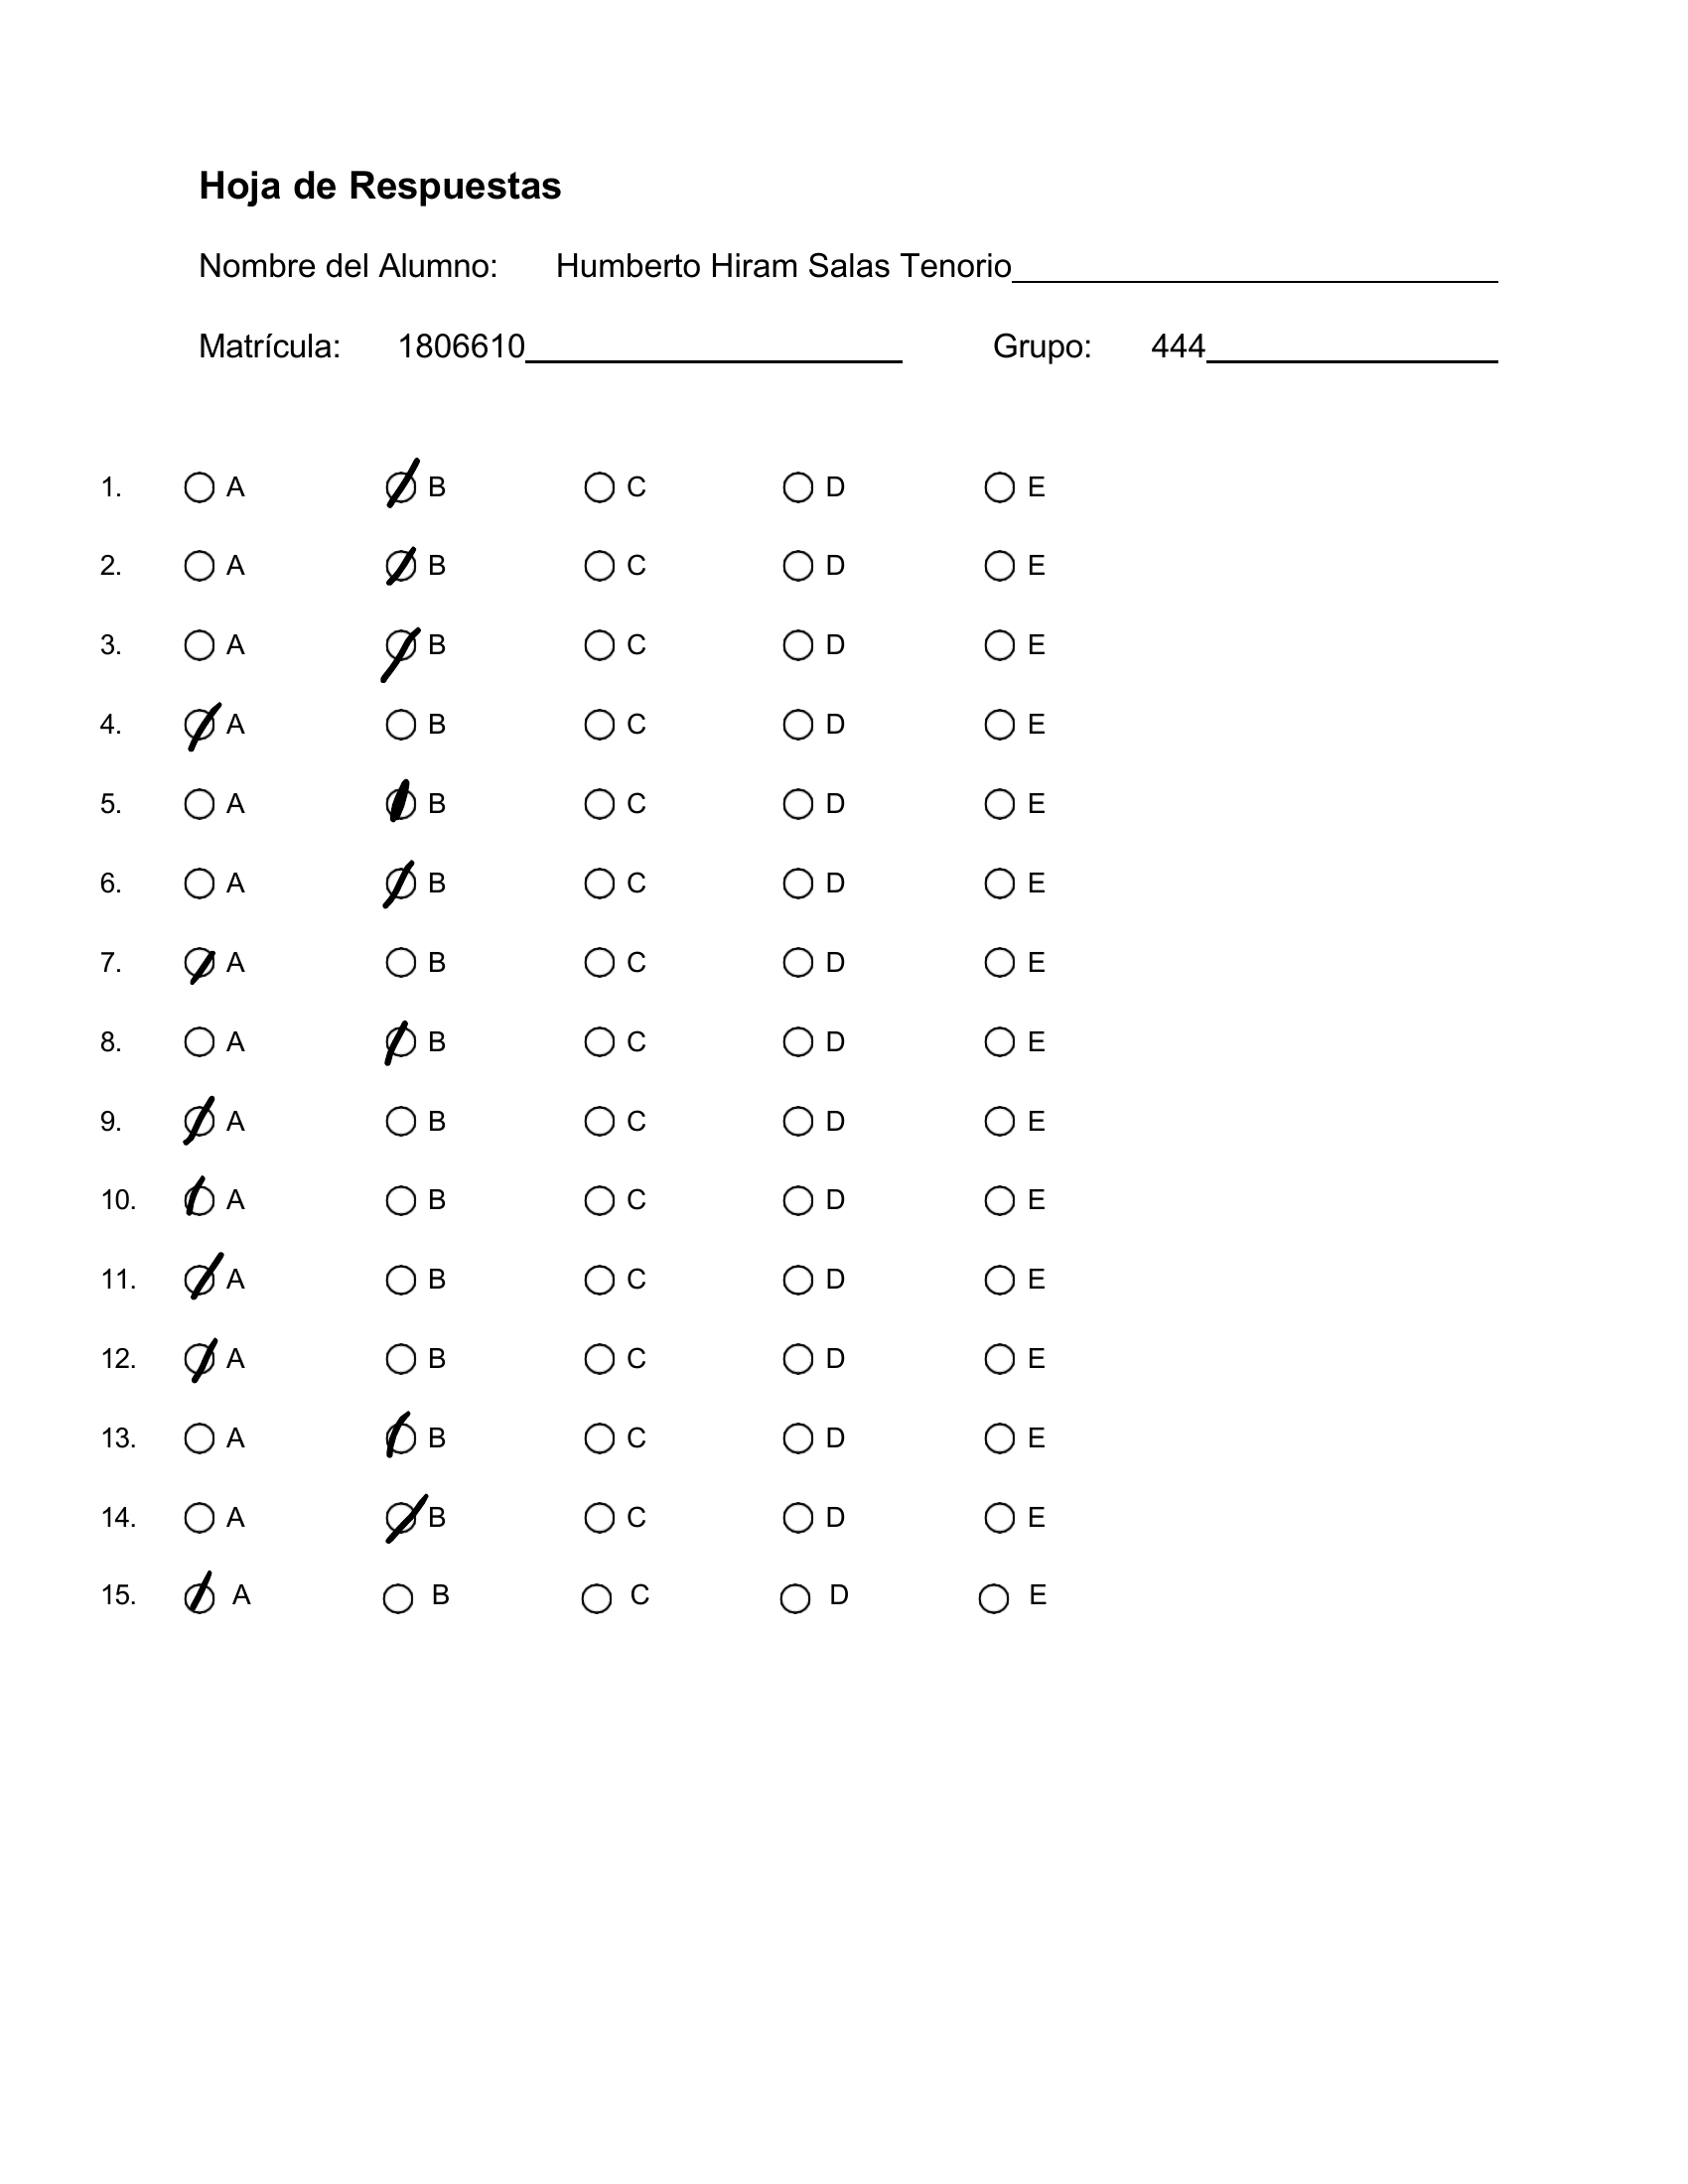 Hoja de Respuestas
Nombre del Alumno: Humberto Hiram Salas Tenorio
Matrícula: 1806610 Grupo: 444
1. A B C D E
2. A B C D E
3. A B C D E
4. A B C D E
5. A B C D E
6. A B C D E
7. A B C D E
8. A B C D E
9. A B C D E
10. A B C D E
11. A B C D E
12. A B C D E
13. A B C D E
14. A B C D E
15. A B C D E